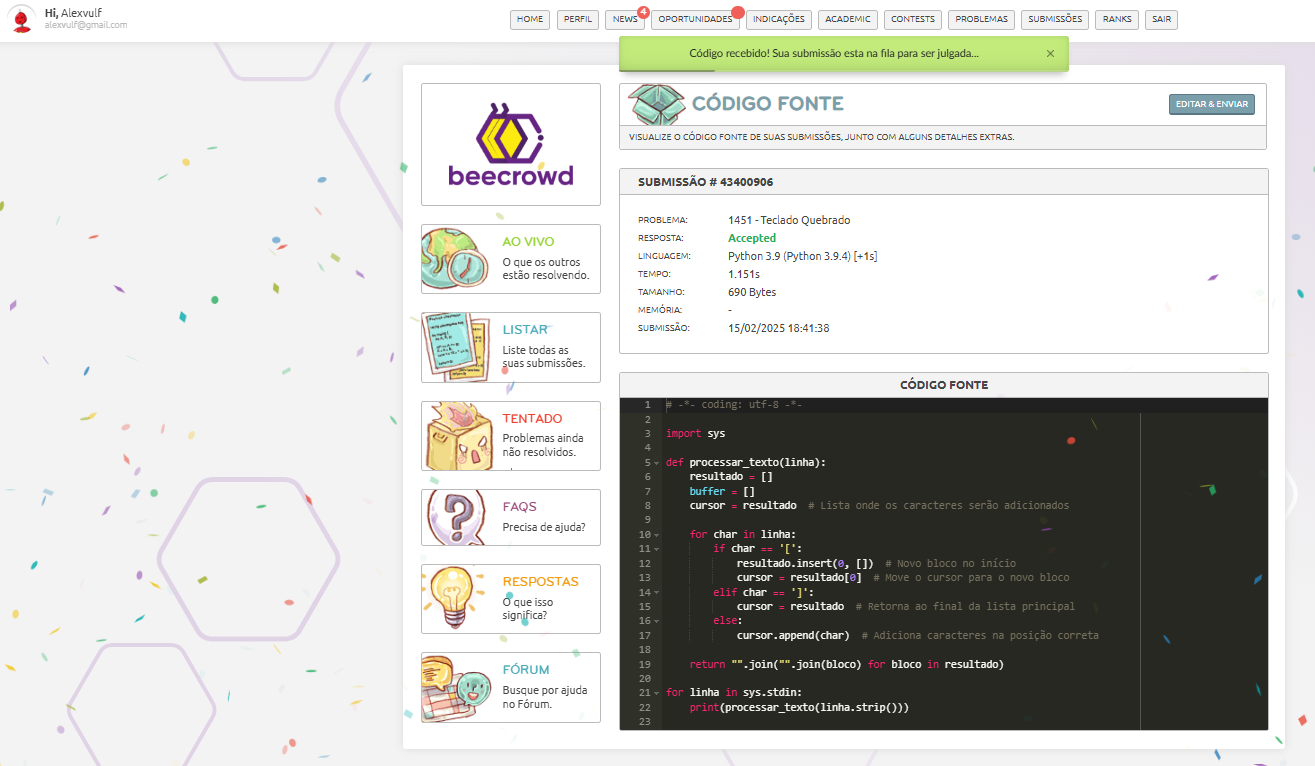 Hi, Alexvulf
alexvulf@gmail.com
HOME PERFIL NEWS 4 OPORTUNIDADES INDICAÇÕES ACADEMIC CONTESTS PROBLEMAS SUBMISSÕES RANKS SAIR
Código recebido! Sua submissão esta na fila para ser julgada... ×
beecrowd
AO VIVO
O que os outros
estão resolvendo.
LISTAR
Liste todas as
suas submissões.
TENTADO
Problemas ainda
não resolvidos.
FAQS
Precisa de ajuda?
RESPOSTAS
O que isso
significa?
FÓRUM
Busque por ajuda
no Fórum.
CÓDIGO FONTE
EDITAR & ENVIAR
VISUALIZE O CÓDIGO FONTE DE SUAS SUBMISSÕES, JUNTO COM ALGUNS DETALHES EXTRAS.
SUBMISSÃO # 43400906
PROBLEMA: 1451 - Teclado Quebrado
RESPOSTA: Accepted
LINGUAGEM: Python 3.9 (Python 3.9.4) [+1s]
TEMPO: 1.151s
TAMANHO: 690 Bytes
MEMÓRIA: -
SUBMISSÃO: 15/02/2025 18:41:38
CÓDIGO FONTE
1 # -*- coding: utf-8 -*-
2
3 import sys
4
5 def processar_texto(linha):
6     resultado = []
7     buffer = []
8     cursor = resultado  # Lista onde os caracteres serão adicionados
9
10     for char in linha:
11         if char == '[':
12             resultado.insert(0, [])  # Novo bloco no início
13             cursor = resultado[0]  # Move o cursor para o novo bloco
14         elif char == ']':
15             cursor = resultado  # Retorna ao final da lista principal
16         else:
17             cursor.append(char)  # Adiciona caracteres na posição correta
18
19     return "".join("".join(bloco) for bloco in resultado)
20
21 for linha in sys.stdin:
22     print(processar_texto(linha.strip()))
23